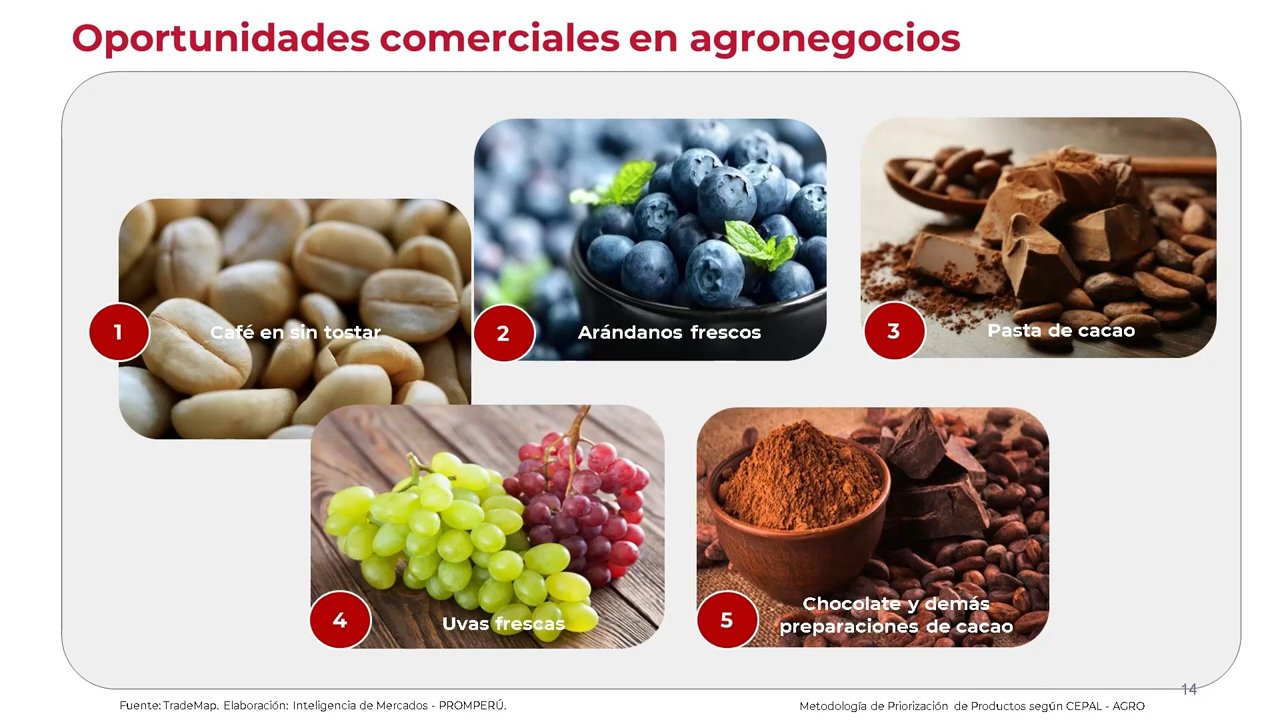 Oportunidades comerciales en agronegocios
1
Café en sin tostar
2
Arándanos frescos
3
Pasta de cacao
4
Uvas frescas
5
Chocolate y demás
preparaciones de cacao
14
Fuente: TradeMap. Elaboración: Inteligencia de Mercados - PROMPERÚ.
Metodología de Priorización de Productos según CEPAL - AGRO